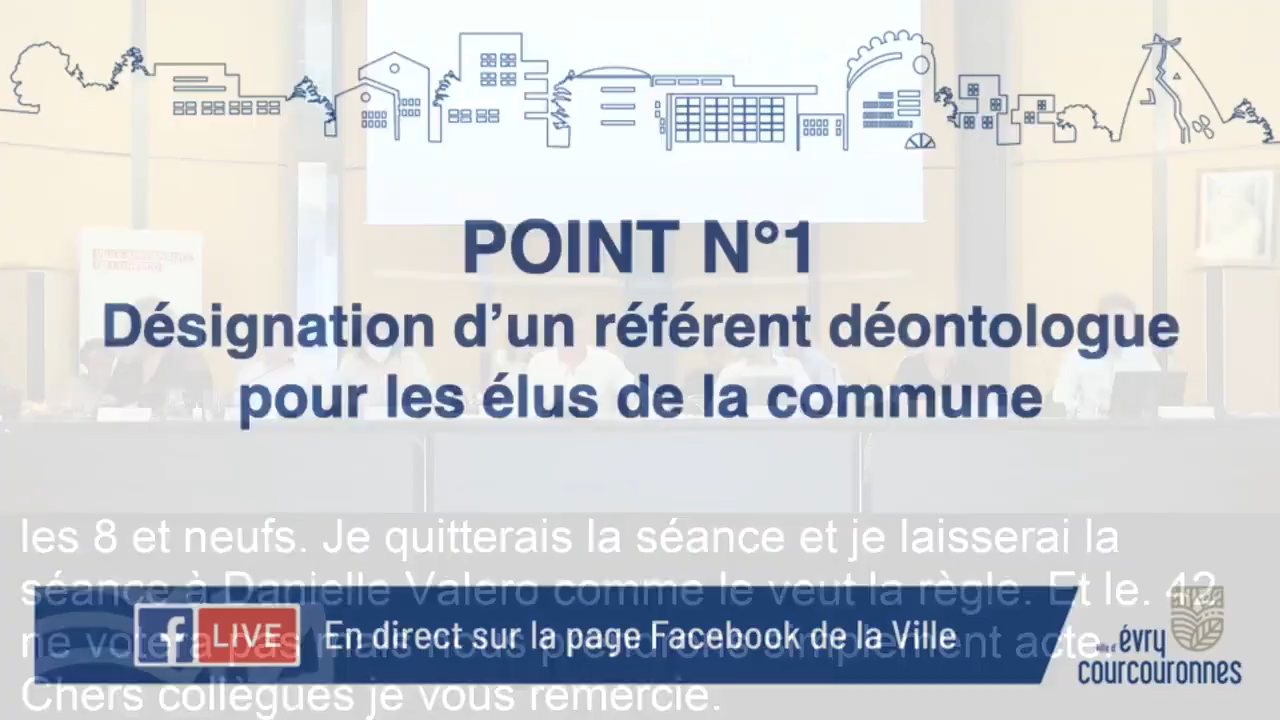 POINT N°1
Désignation d’un référent déontologue
pour les élus de la commune
les 8 et neufs. Je quitterais la séance et je laisserai la
séance à Danielle Valero comme le veut la règle. Et le. 42
ne votera pas mais nous prendrons simplement acte.
Chers collègues je vous remercie.
f LIVE En direct sur la page Facebook de la Ville
ville d'évry
courcouronnes